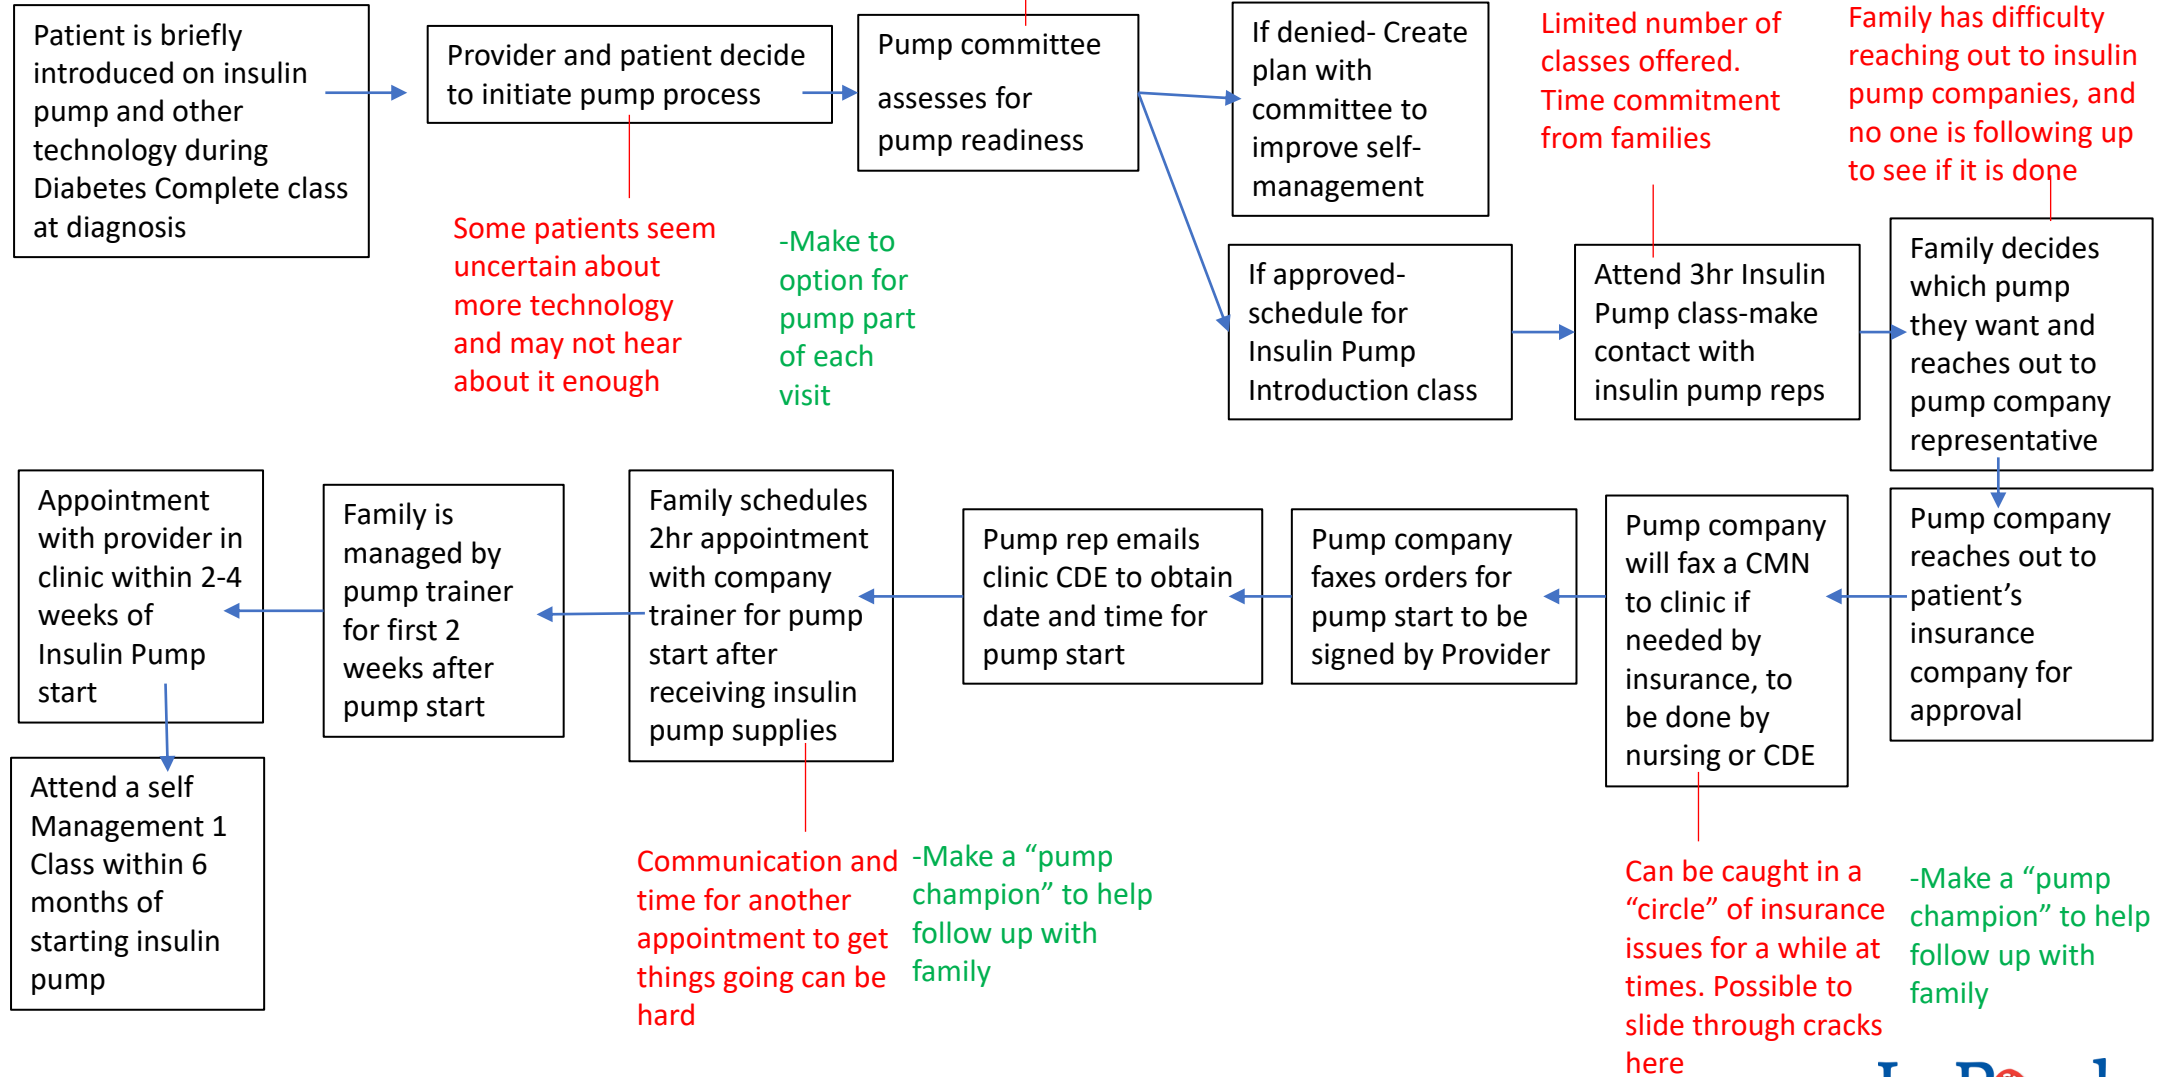 Patient is briefly
introduced on insulin
pump and other
technology during
Diabetes Complete class
at diagnosis
Provider and patient decide
to initiate pump process
Pump committee
assesses for
pump readiness
If denied- Create
plan with
committee to
improve self-
management
Limited number of
classes offered.
Time commitment
from families
Family has difficulty
reaching out to insulin
pump companies, and
no one is following up
to see if it is done
Some patients seem
uncertain about
more technology
and may not hear
about it enough
-Make to
option for
pump part
of each
visit
If approved-
schedule for
Insulin Pump
Introduction class
Attend 3hr Insulin
Pump class-make
contact with
insulin pump reps
Family decides
which pump
they want and
reaches out to
pump company
representative
Pump company
reaches out to
patient’s
insurance
company for
approval
Pump company
will fax a CMN
to clinic if
needed by
insurance, to
be done by
nursing or CDE
Pump company
faxes orders for
pump start to be
signed by Provider
Pump rep emails
clinic CDE to obtain
date and time for
pump start
Family schedules
2hr appointment
with company
trainer for pump
start after
receiving insulin
pump supplies
Family is
managed by
pump trainer
for first 2
weeks after
pump start
Appointment
with provider in
clinic within 2-4
weeks of
Insulin Pump
start
Attend a self
Management 1
Class within 6
months of
starting insulin
pump
Communication and
time for another
appointment to get
things going can be
hard
-Make a “pump
champion” to help
follow up with
family
Can be caught in a
“circle” of insurance
issues for a while at
times. Possible to
slide through cracks
here
-Make a “pump
champion” to help
follow up with
family